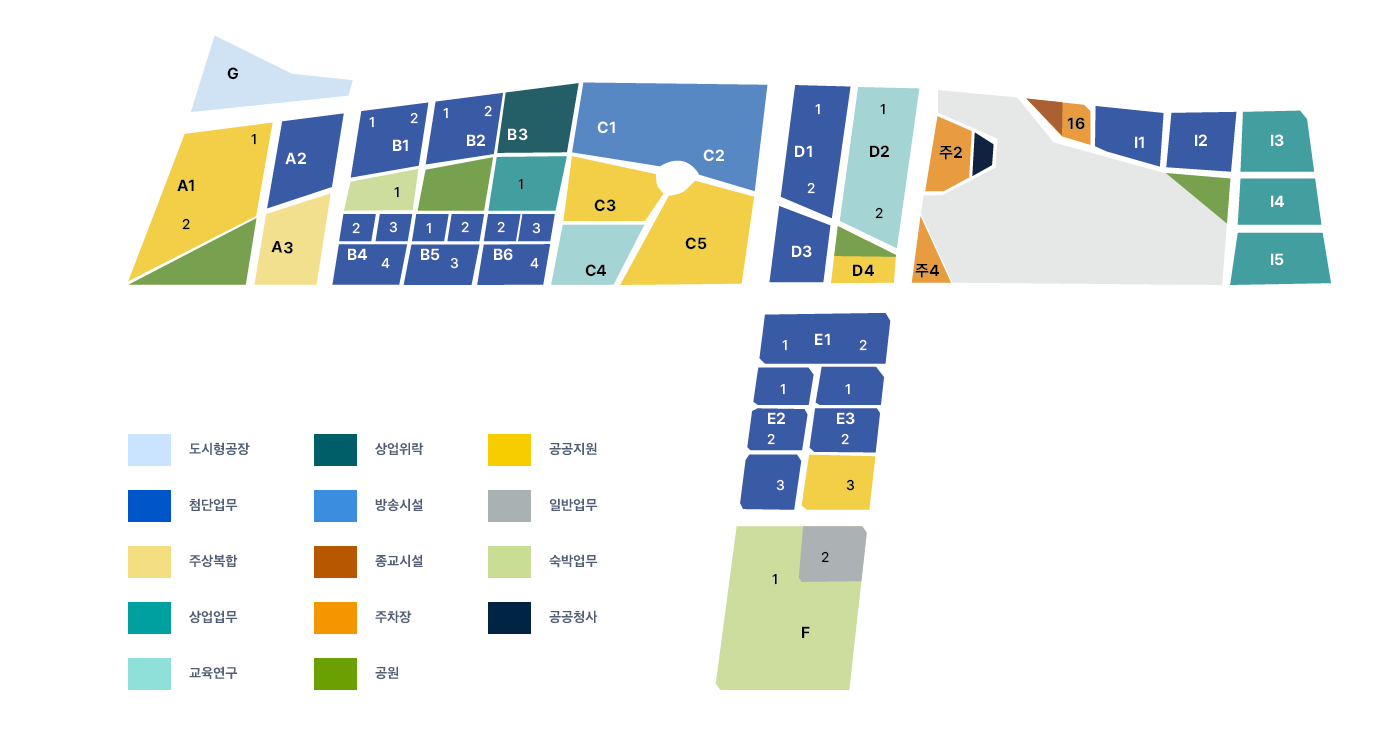 G
1
A1
2
A2
A3
1 2
B1
1 2
B2
B3
1
1
2 3
1 2
2 3
B4
4
B5
3
B6
4
C1
C2
C3
C4
C5
1
D1
2
1
D2
2
D3
D4
주2
주4
16
I1
I2
I3
I4
I5
1 E1 2
1
1
E2
2
E3
2
3
3
1
2
F
도시형공장
상업위락
공공지원
첨단업무
방송시설
일반업무
주상복합
종교시설
숙박업무
상업업무
주차장
공공청사
교육연구
공원